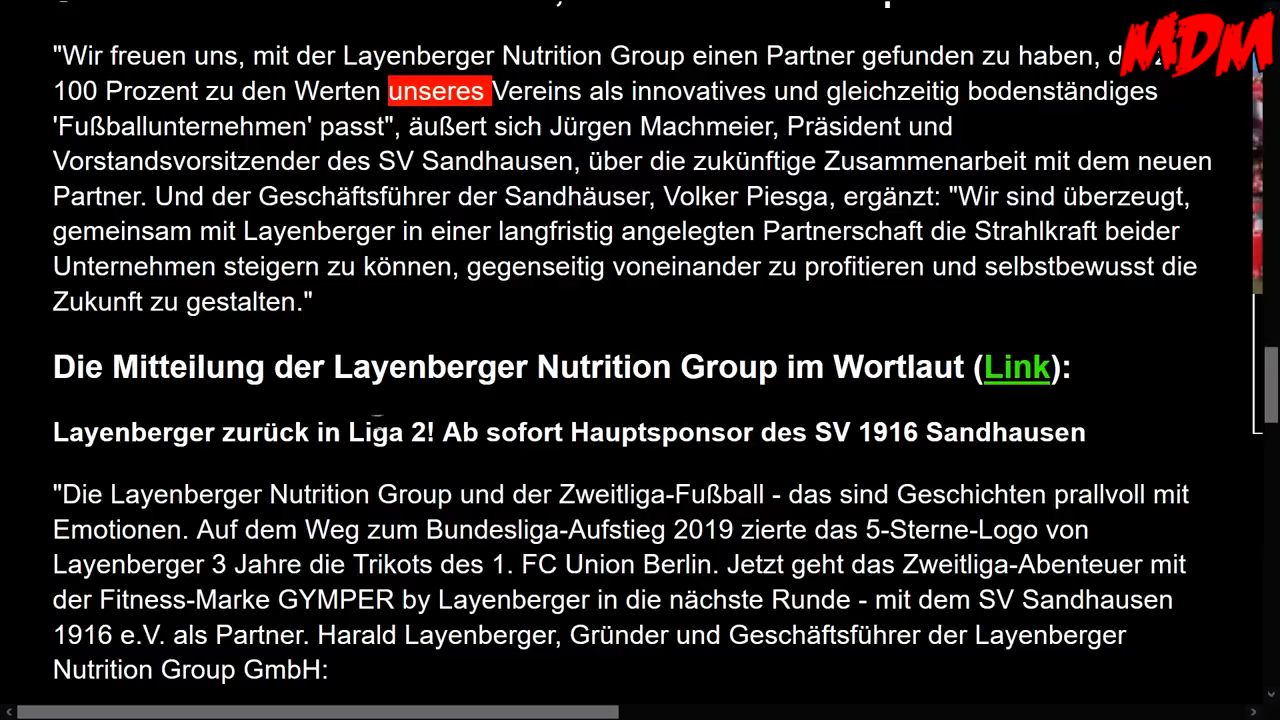 MDM
"Wir freuen uns, mit der Layenberger Nutrition Group einen Partner gefunden zu haben,
100 Prozent zu den Werten unseres Vereins als innovatives und gleichzeitig bodenständiges
'Fußballunternehmen' passt", äußert sich Jürgen Machmeier, Präsident und
Vorstandsvorsitzender des SV Sandhausen, über die zukünftige Zusammenarbeit mit dem neuen
Partner. Und der Geschäftsführer der Sandhäuser, Volker Piesga, ergänzt: "Wir sind überzeugt,
gemeinsam mit Layenberger in einer langfristig angelegten Partnerschaft die Strahlkraft beider
Unternehmen steigern zu können, gegenseitig voneinander zu profitieren und selbstbewusst die
Zukunft zu gestalten."
Die Mitteilung der Layenberger Nutrition Group im Wortlaut (Link):
Layenberger zurück in Liga 2! Ab sofort Hauptsponsor des SV 1916 Sandhausen
"Die Layenberger Nutrition Group und der Zweitliga-Fußball - das sind Geschichten prallvoll mit
Emotionen. Auf dem Weg zum Bundesliga-Aufstieg 2019 zierte das 5-Sterne-Logo von
Layenberger 3 Jahre die Trikots des 1. FC Union Berlin. Jetzt geht das Zweitliga-Abenteuer mit
der Fitness-Marke GYMPER by Layenberger in die nächste Runde - mit dem SV Sandhausen
1916 e.V. als Partner. Harald Layenberger, Gründer und Geschäftsführer der Layenberger
Nutrition Group GmbH: